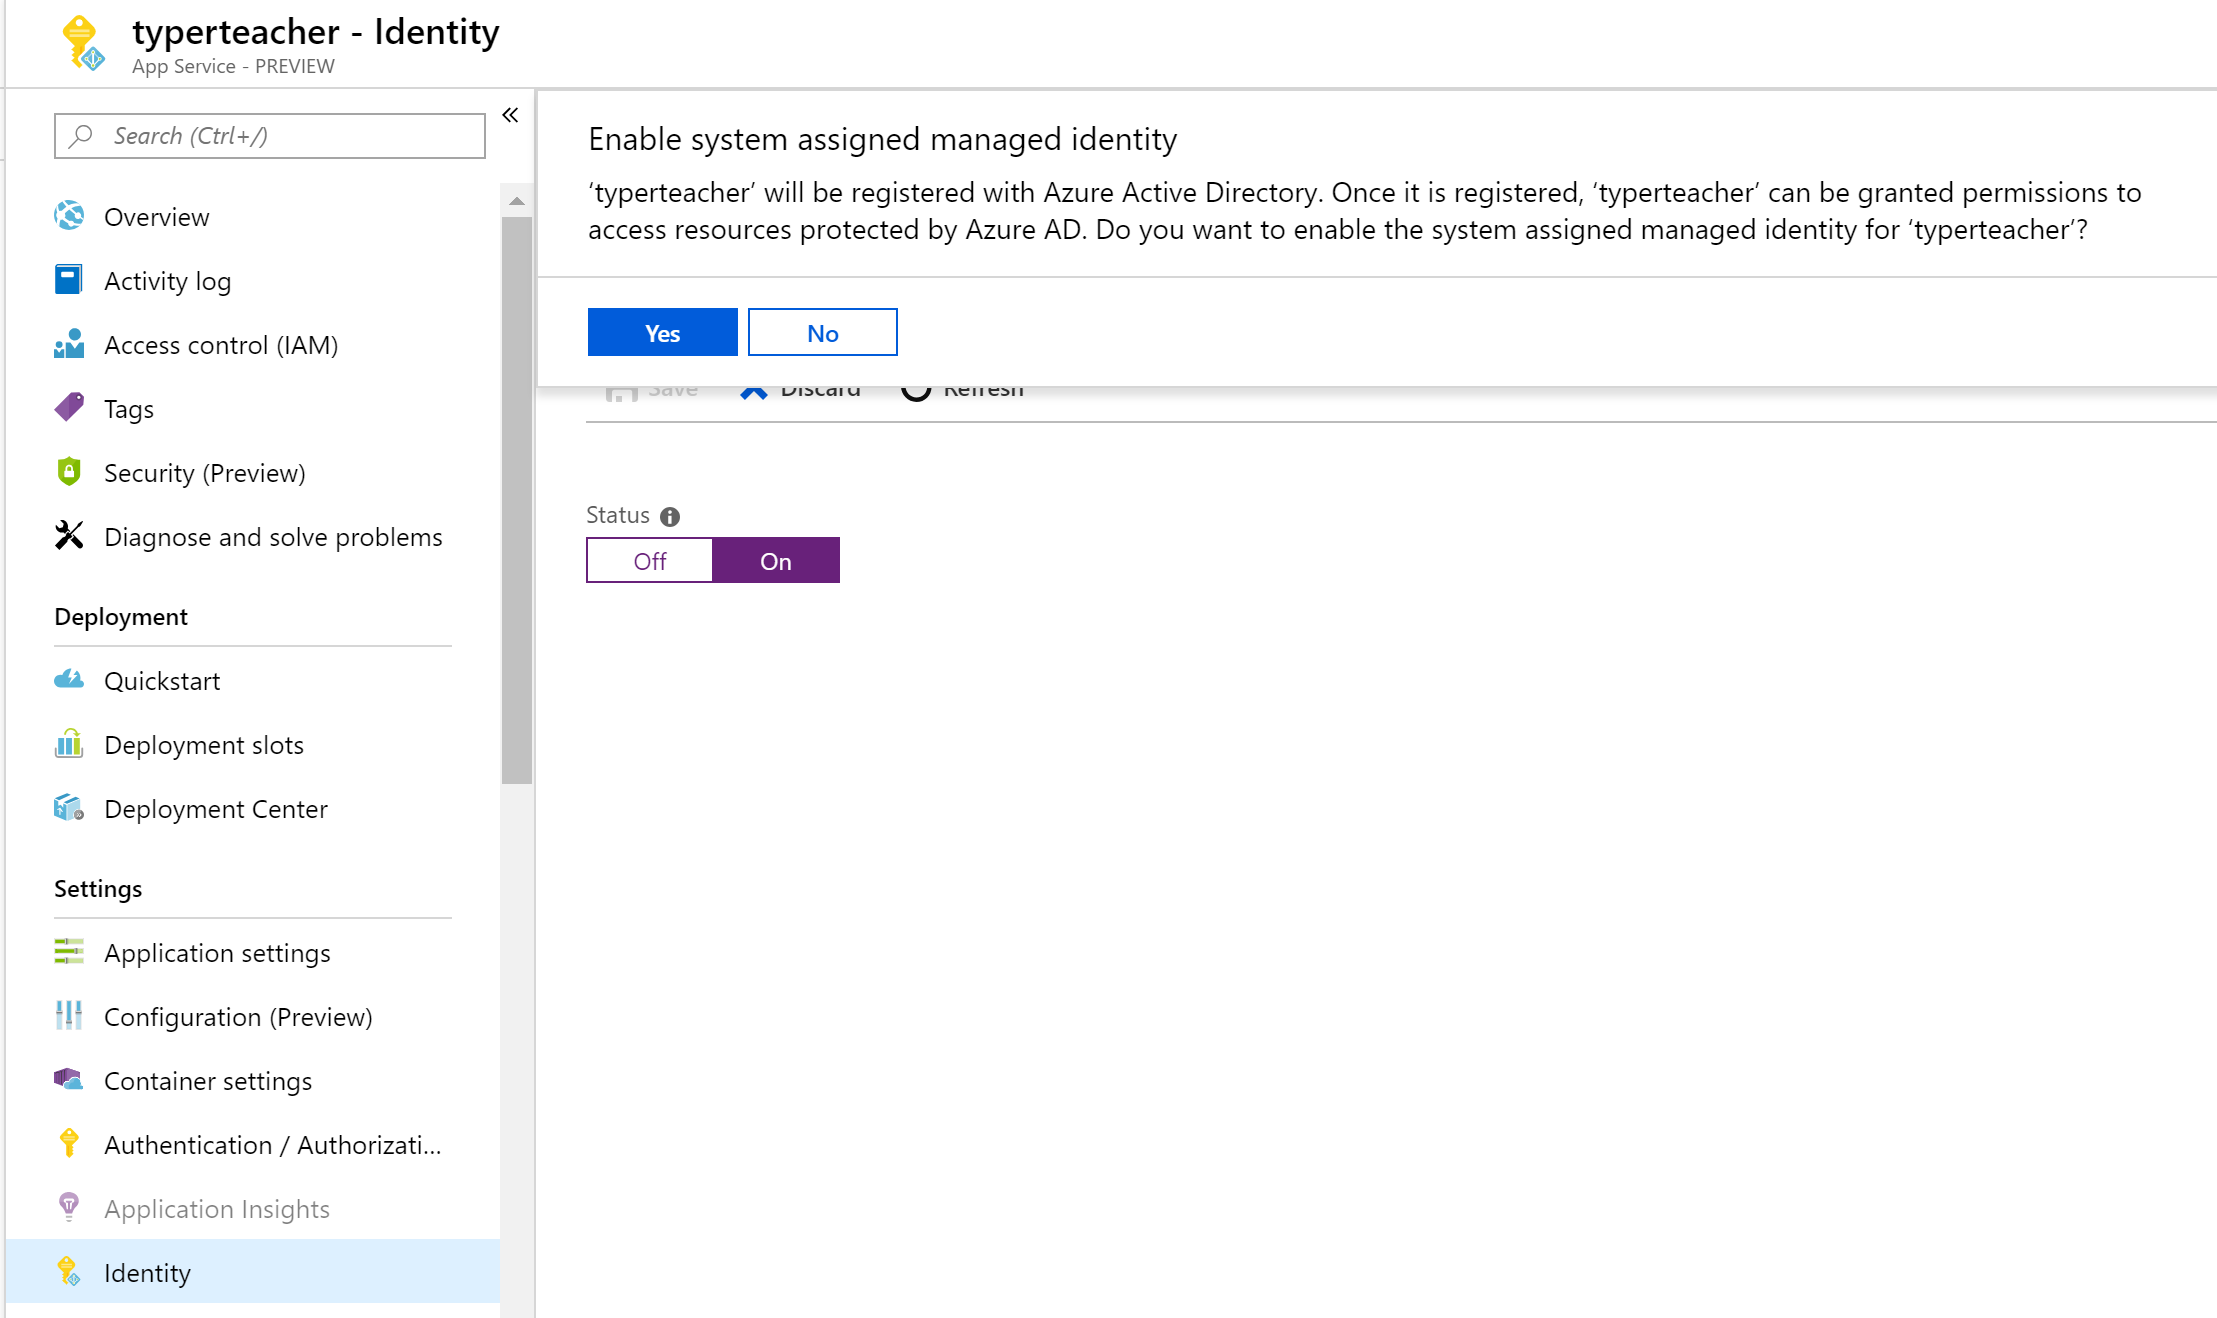 typerteacher - Identity
App Service - PREVIEW
Search (Ctrl+/)
Overview
Activity log
Access control (IAM)
Tags
Security (Preview)
Diagnose and solve problems
Deployment
Quickstart
Deployment slots
Deployment Center
Settings
Application settings
Configuration (Preview)
Container settings
Authentication / Authorizati...
Application Insights
Identity
Enable system assigned managed identity
‘typerteacher’ will be registered with Azure Active Directory. Once it is registered, ‘typerteacher’ can be granted permissions to
access resources protected by Azure AD. Do you want to enable the system assigned managed identity for ‘typerteacher’?
Yes No
Save Discard Refresh
Status
Off On